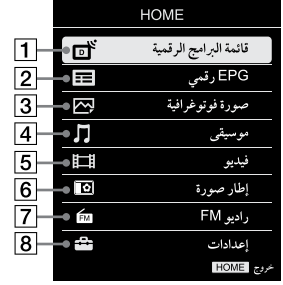 HOME
1 D قائمة البرامج الرقمية
2 EPG رقمي
3 صورة فوتوغرافية
4 موسيقى
5 فيديو
6 إطار صورة
7 FM راديو FM
8 إعدادات
خروج HOME